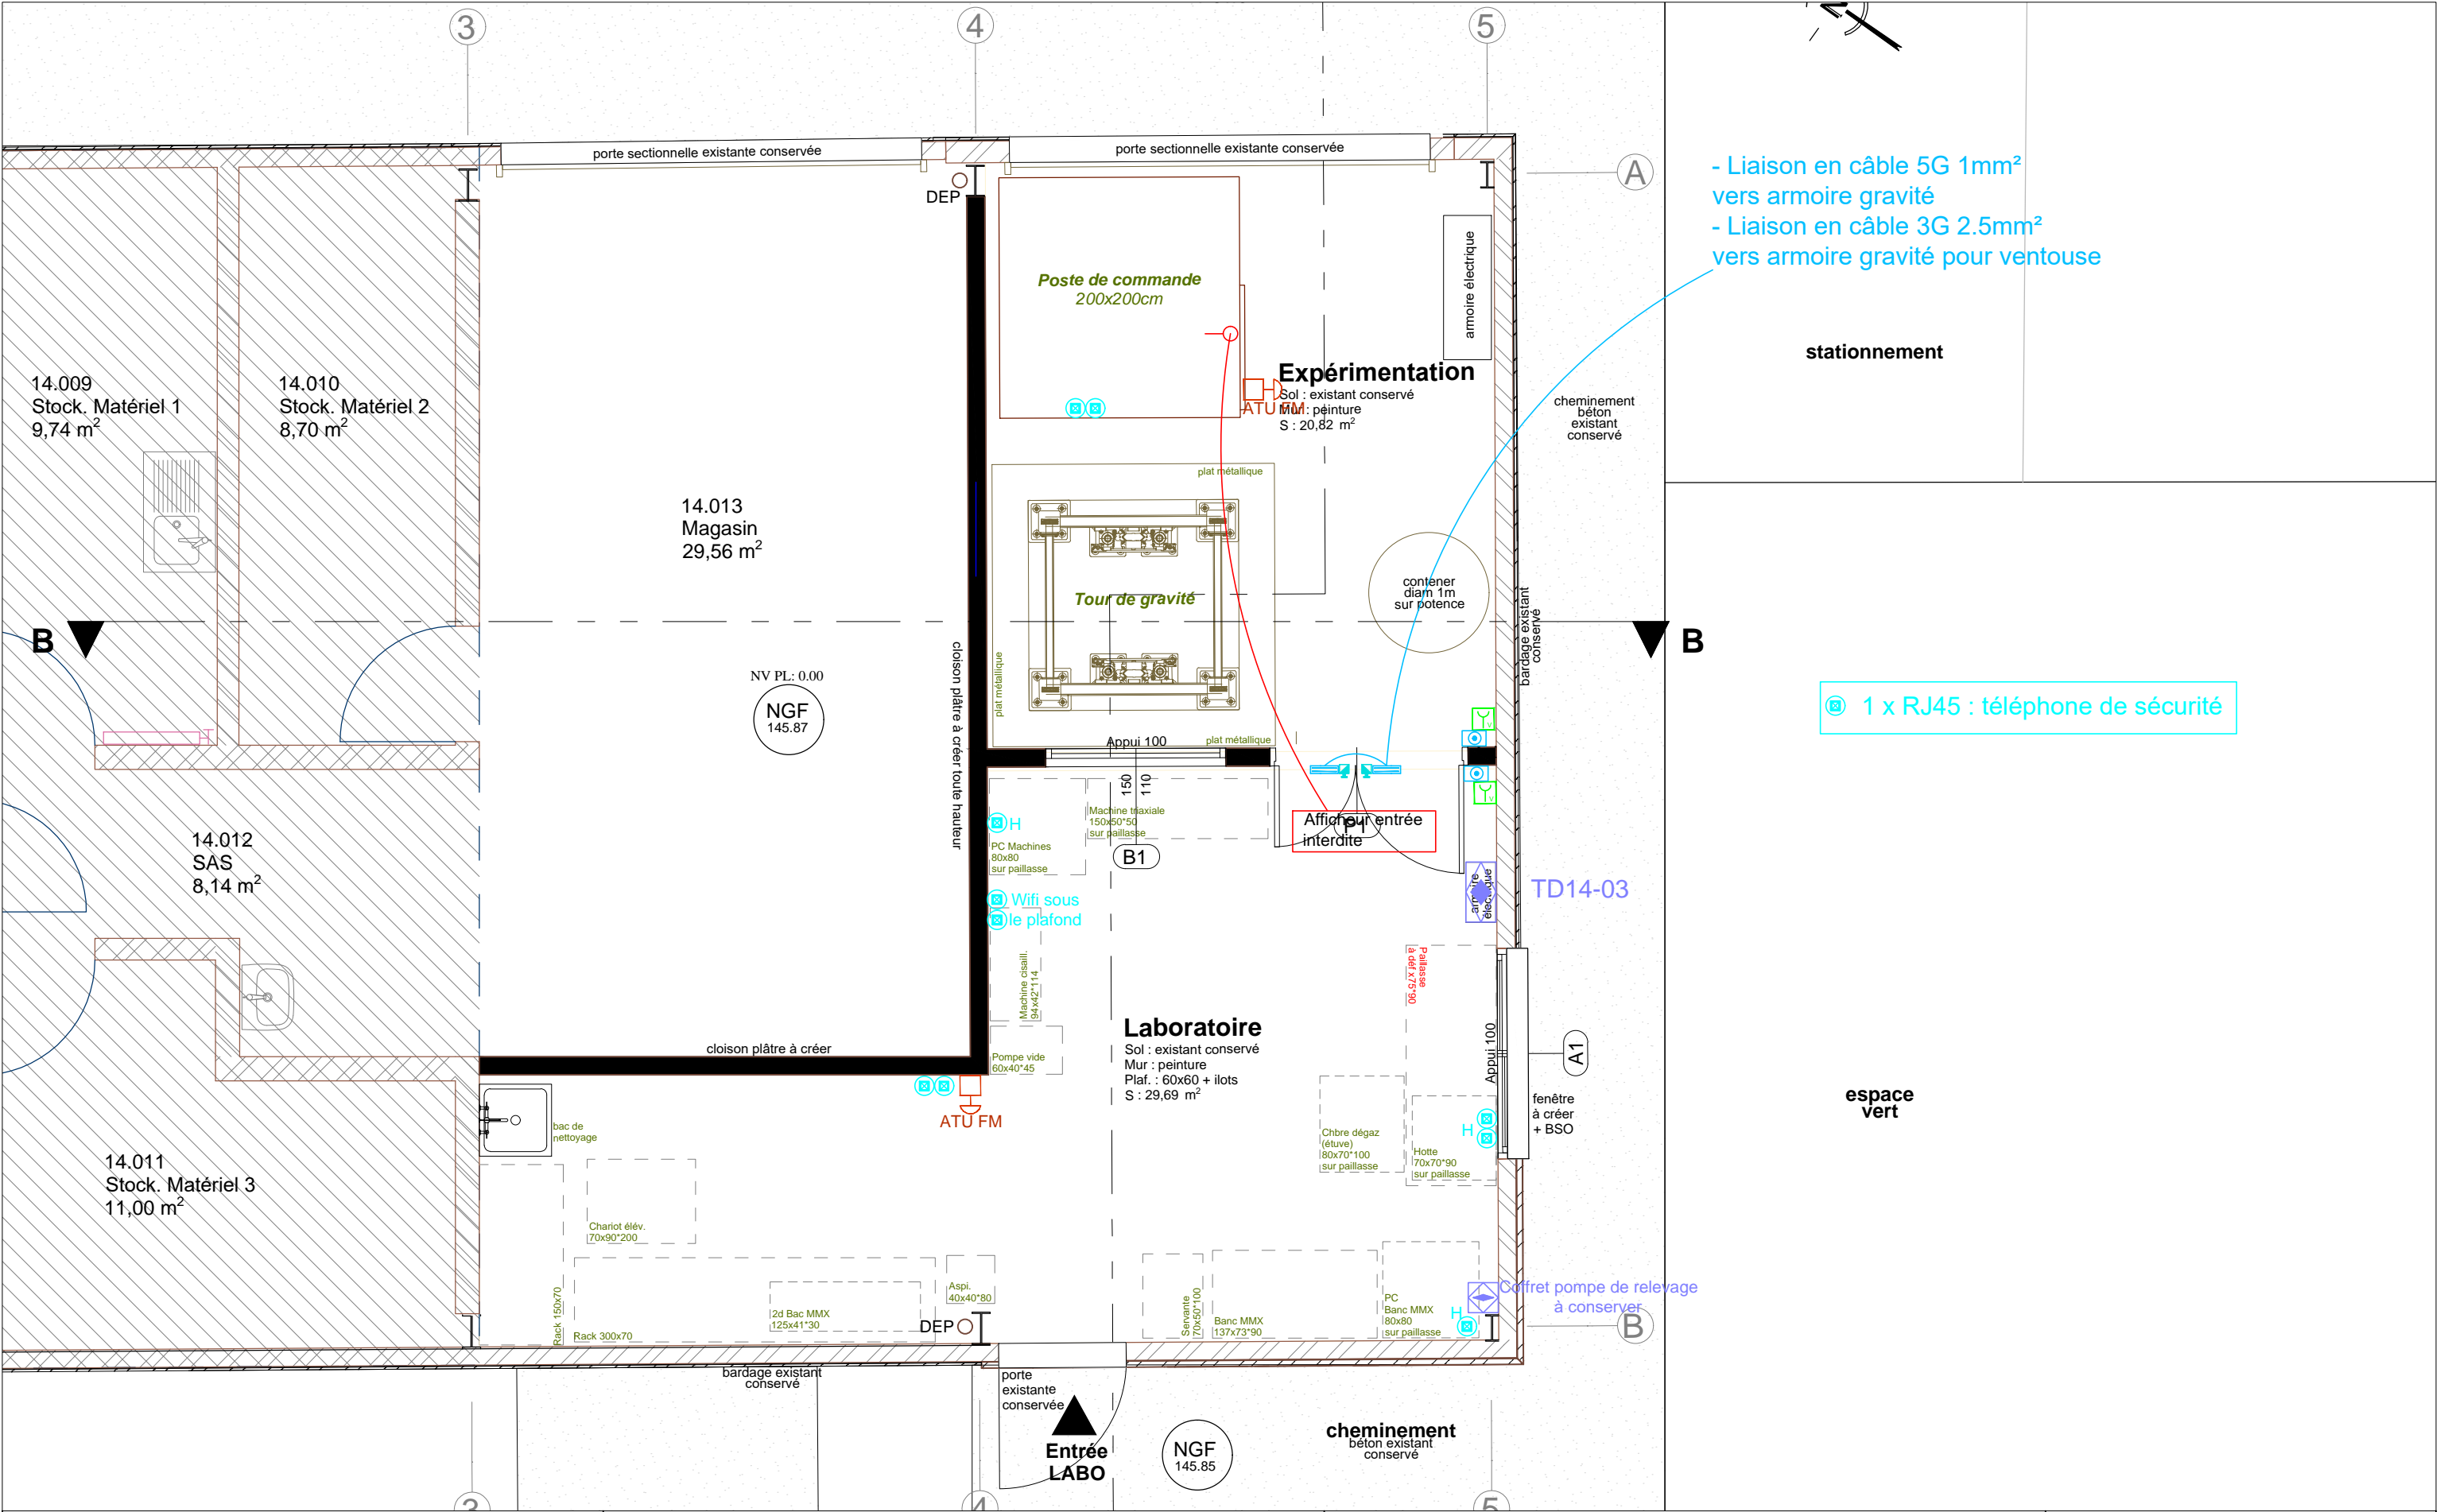 3
4
5
N
porte sectionnelle existante conservée
porte sectionnelle existante conservée
A
- Liaison en câble 5G 1mm²
vers armoire gravité
- Liaison en câble 3G 2.5mm²
vers armoire gravité pour ventouse
DEP
armoire électrique
Poste de commande
200x200cm
stationnement
14.009
Stock. Matériel 1
9,74 m²
14.010
Stock. Matériel 2
8,70 m²
Expérimentation
Sol : existant conservé
Mur : peinture
S : 20,82 m²
ATU FM
cheminement
béton
existant
conservé
plat métallique
14.013
Magasin
29,56 m²
Tour de gravité
contener
diam 1m
sur potence
bardage existant
conservé
B
B
plat métallique
cloison plâtre à créer toute hauteur
NV PL: 0.00
NGF
145.87
1 x RJ45 : téléphone de sécurité
Appui 100
plat métallique
150
110
V
V
Machine triaxiale
150x50*50
sur paillasse
H
PC Machines
80x80
sur paillasse
B1
Afficheur entrée
interdite
P1
14.012
SAS
8,14 m²
Wifi sous
le plafond
armoire
électrique
TD14-03
Machine cisaill.
94x42*114
Paillasse
à déf x75*90
Laboratoire
Sol : existant conservé
Mur : peinture
Plaf. : 60x60 + ilots
S : 29,69 m²
cloison plâtre à créer
Pompe vide
60x40*45
Appui 100
A1
ATU FM
bac de
nettoyage
Chbre dégaz
(étuve)
80x70*100
sur paillasse
H
Hotte
70x70*90
sur paillasse
fenêtre
à créer
+ BSO
espace
vert
14.011
Stock. Matériel 3
11,00 m²
Chariot élév.
70x90*200
Rack 150x70
Rack 300x70
2d Bac MMX
125x41*30
Aspi.
40x40*80
DEP
Servante
70x50*100
Banc MMX
137x73*90
PC
Banc MMX
80x80
sur paillasse
H
Coffret pompe de relevage
à conserver
B
bardage existant
conservé
porte
existante
conservée
Entrée
LABO
NGF
145.85
cheminement
béton existant
conservé
3
4
5